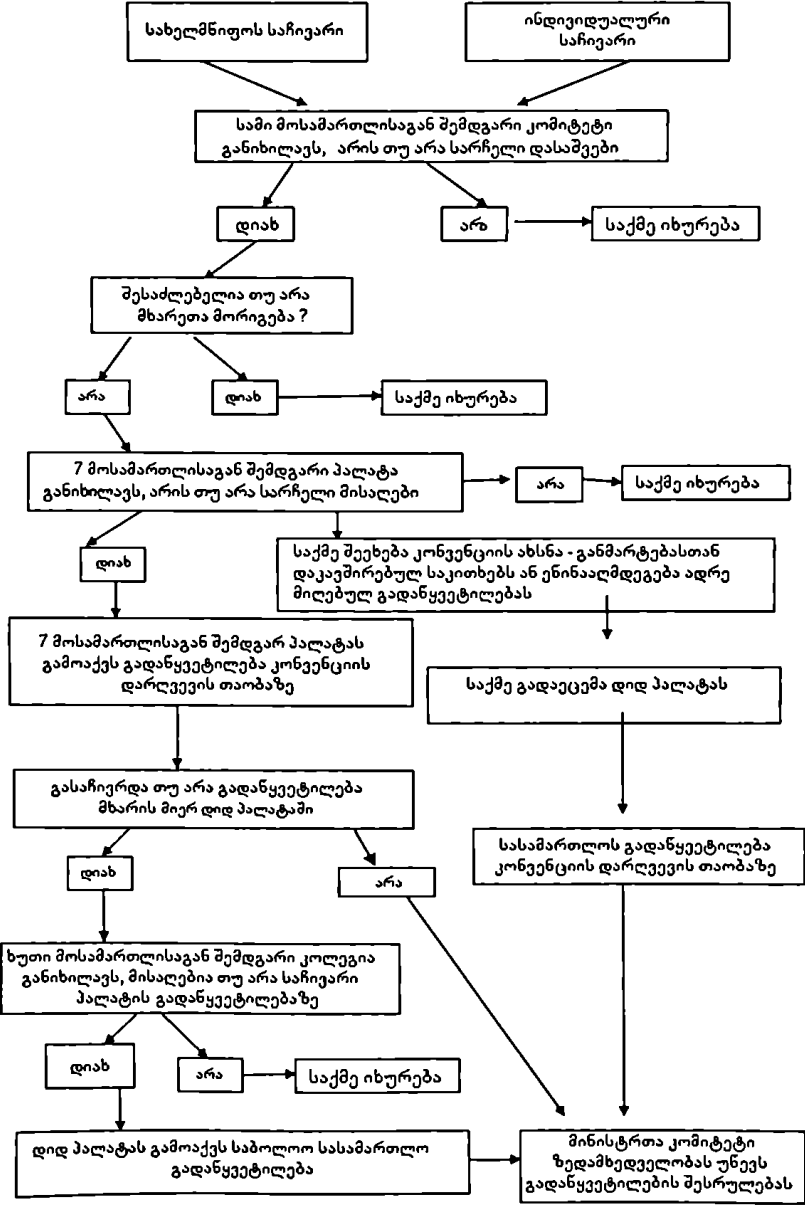 სახელმწიფოს საჩივარი
ინდივიდუალური
საჩივარი
სამი მოსამართლისაგან შემდგარი კომიტეტი
განიხილავს, არის თუ არა სარჩელი დასაშვები
დიახ
არა
საქმე იხურება
შესაძლებელია თუ არა
მხარეთა მორიგება ?
არა
დიახ
საქმე იხურება
7 მოსამართლისაგან შემდგარი პალატა
განიხილავს, არის თუ არა სარჩელი მისაღები
არა
საქმე იხურება
დიახ
საქმე შეეხება კონვენციის ახსნა - განმარტებასთან
დაკავშირებულ საკითხებს ან ეწინააღმდეგება ადრე
მიღებულ გადაწყვეტილებას
7 მოსამართლისაგან შემდგარ პალატას
გამოაქვს გადაწყვეტილება კონვენციის
დარღვევის თაობაზე
საქმე გადაეცემა დიდ პალატას
გასაჩივრდა თუ არა გადაწყვეტილება
მხარის მიერ დიდ პალატაში
სასამართლოს გადაწყვეტილება
კონვენციის დარღვევის თაობაზე
დიახ
არა
ხუთი მოსამართლისაგან შემდგარი კოლეგია
განიხილავს, მისაღებია თუ არა საჩივარი
პალატის გადაწყვეტილებაზე
დიახ
არა
საქმე იხურება
დიდ პალატას გამოაქვს საბოლოო სასამართლო
გადაწყვეტილება
მინისტრთა კომიტეტი
ზედამხედველობას უწევს
გადაწყვეტილების შესრულებას